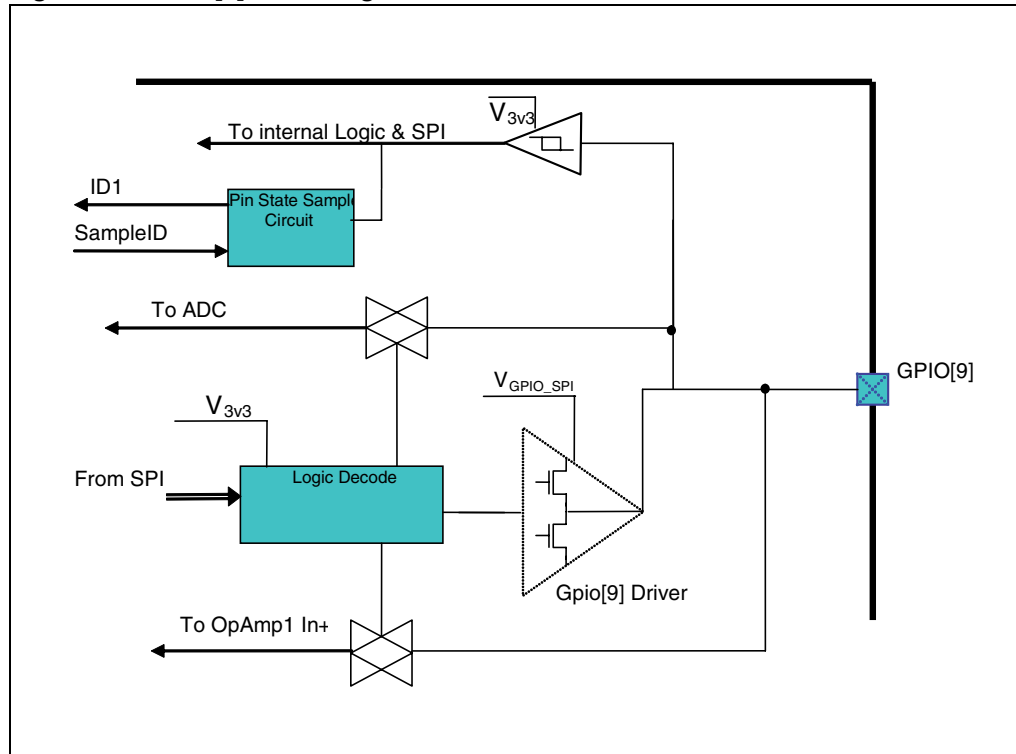 V3v3
To internal Logic & SPI
ID1
Pin State Sample
Circuit
SampleID
To ADC
GPIO[9]
VGPIO_SPI
V3v3
From SPI
Logic Decode
Gpio[9] Driver
To OpAmp1 In+